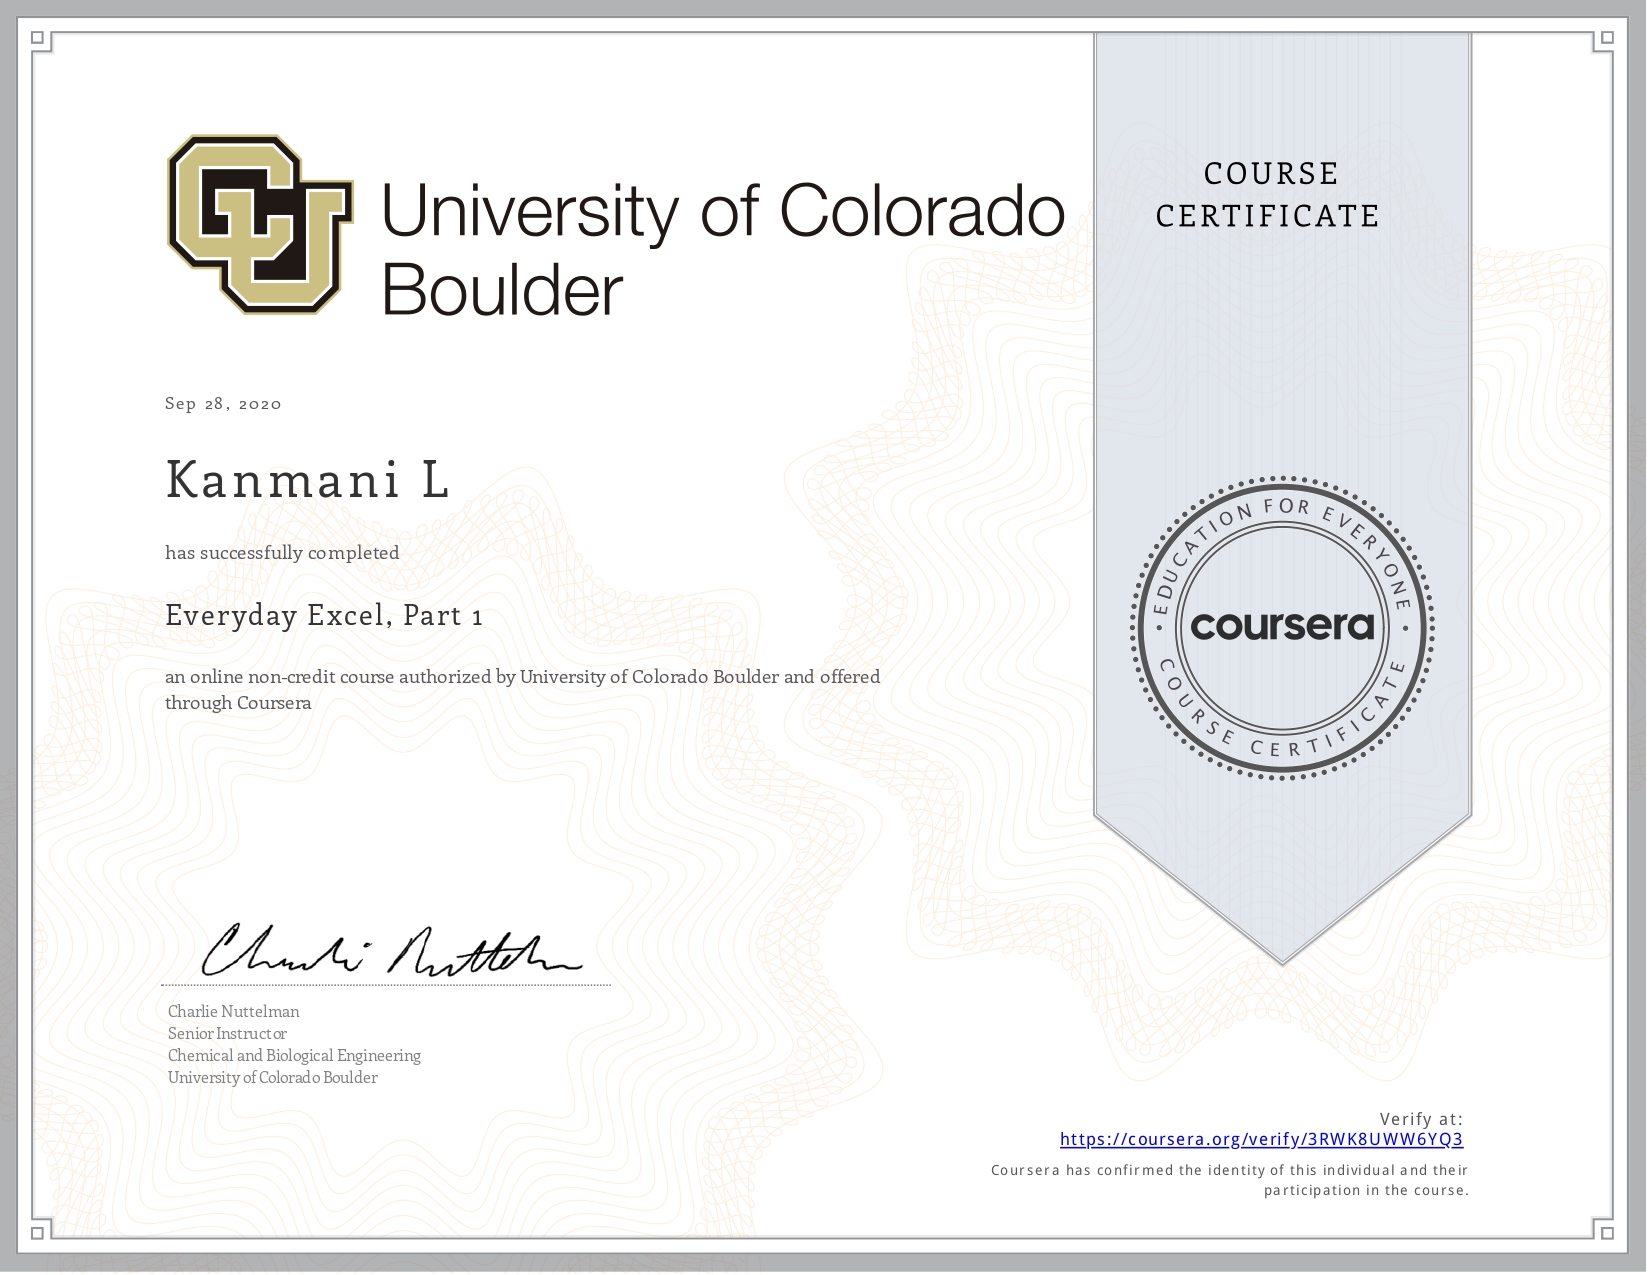 CU
University of Colorado
Boulder
COURSE
CERTIFICATE
Sep 28, 2020
Kanmani L
has successfully completed
Everyday Excel, Part 1
an online non-credit course authorized by University of Colorado Boulder and offered
through Coursera
• EDUCATION FOR EVERYONE •
coursera
COURSE CERTIFICATE
Charlie Nuttelman
Charlie Nuttelman
Senior Instructor
Chemical and Biological Engineering
University of Colorado Boulder
Verify at:
https://coursera.org/verify/3RWK8UWW6YQ3
Coursera has confirmed the identity of this individual and their
participation in the course.